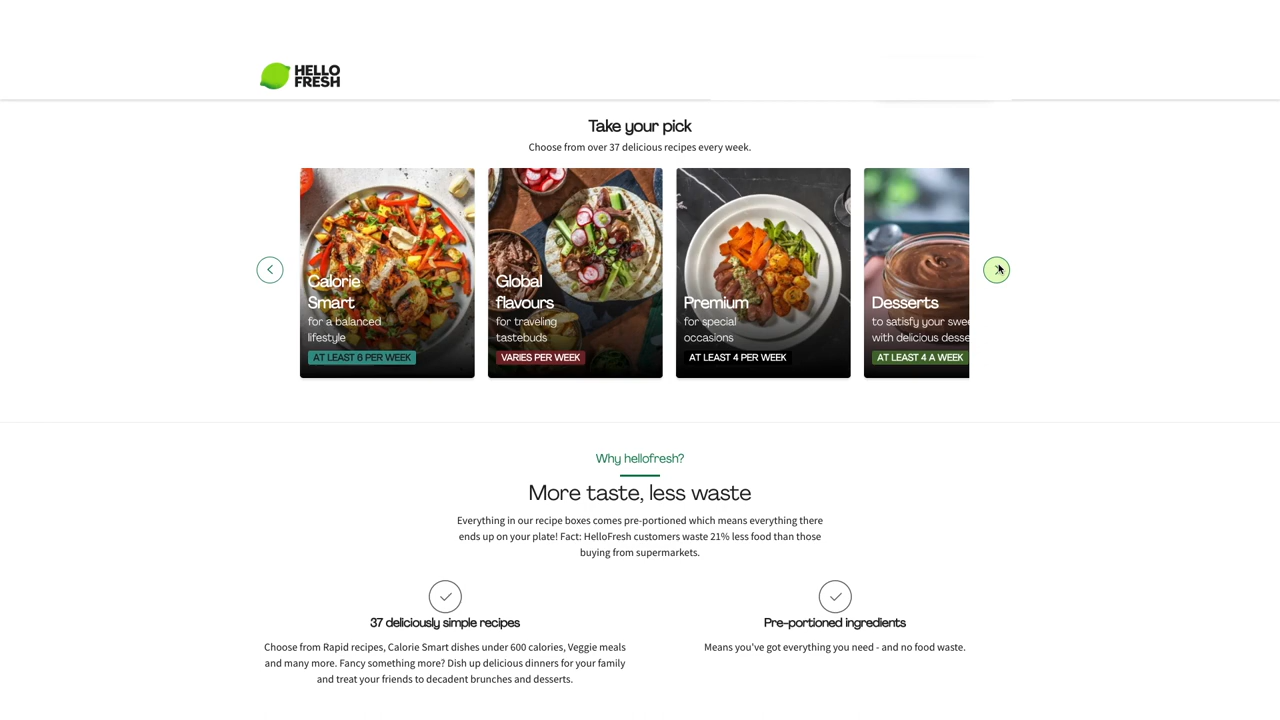 HELLO
FRESH
Take your pick
Choose from over 37 delicious recipes every week.
Calorie
Smart
for a balanced
lifestyle
AT LEAST 6 PER WEEK
Global
flavours
for traveling
tastebuds
VARIES PER WEEK
Premium
for special
occasions
AT LEAST 4 PER WEEK
Desserts
to satisfy your swee
with delicious desse
AT LEAST 4 A WEEK
Why hellofresh?
More taste, less waste
Everything in our recipe boxes comes pre-portioned which means everything there
ends up on your plate! Fact: HelloFresh customers waste 21% less food than those
buying from supermarkets.
37 deliciously simple recipes
Choose from Rapid recipes, Calorie Smart dishes under 600 calories, Veggie meals
and many more. Fancy something more? Dish up delicious dinners for your family
and treat your friends to decadent brunches and desserts.
Pre-portioned ingredients
Means you've got everything you need - and no food waste.